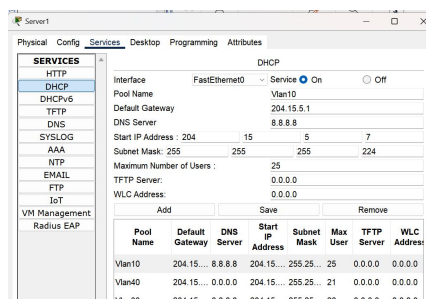 Server1
Physical Config Services Desktop Programming Attributes
SERVICES
HTTP
DHCP
DHCPv6
TFTP
DNS
SYSLOG
AAA
NTP
EMAIL
FTP
IoT
VM Management
Radius EAP
DHCP
Interface FastEthernet0 Service On Off
Pool Name Vlan10
Default Gateway 204.15.5.1
DNS Server 8.8.8.8
Start IP Address : 204 15 5 7
Subnet Mask: 255 255 255 224
Maximum Number of Users : 25
TFTP Server: 0.0.0.0
WLC Address: 0.0.0.0
Add Save Remove
Pool Name Default Gateway DNS Server Start IP Address Subnet Mask Max User TFTP Server WLC Address
Vlan10 204.15.... 8.8.8.8 204.15.... 255.25... 25 0.0.0.0 0.0.0.0
Vlan40 204.15.... 0.0.0.0 204.15.... 255.25... 21 0.0.0.0 0.0.0.0